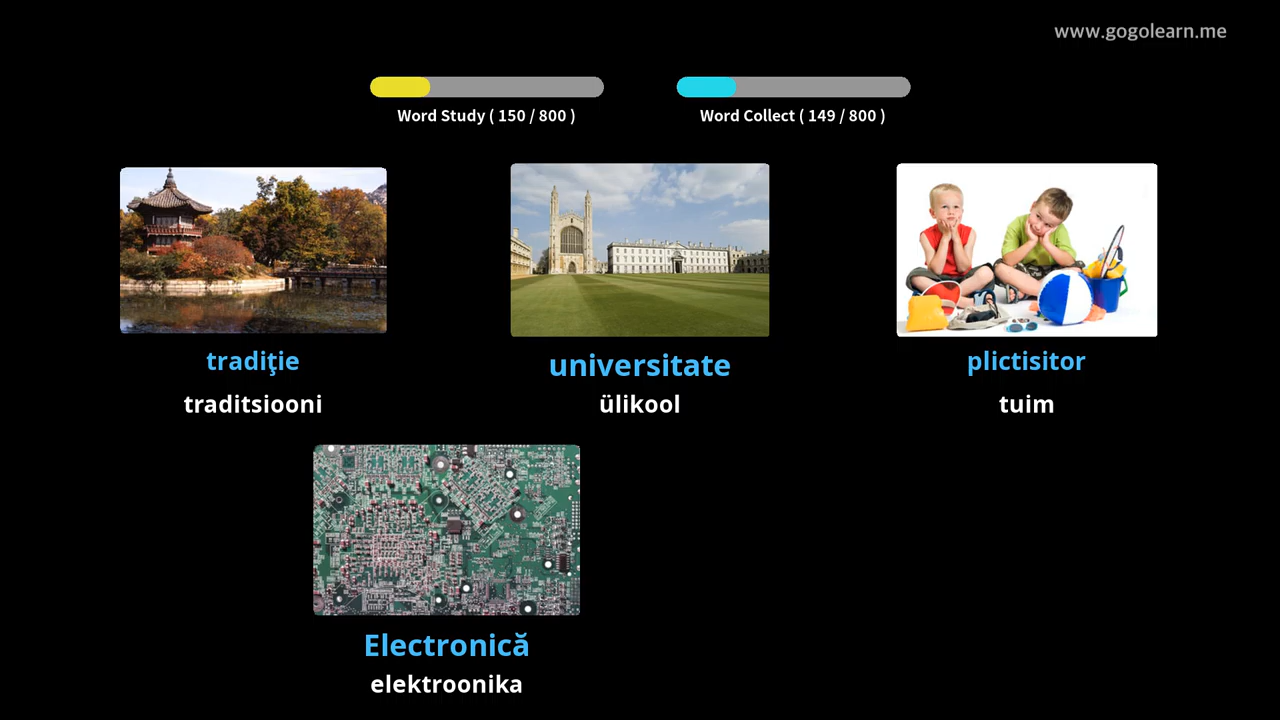 www.gogolearn.me
Word Study ( 150 / 800 )
Word Collect ( 149 / 800 )
tradiţie
traditsiooni
universitate
ülikool
plictisitor
tuim
Electronică
elektroonika